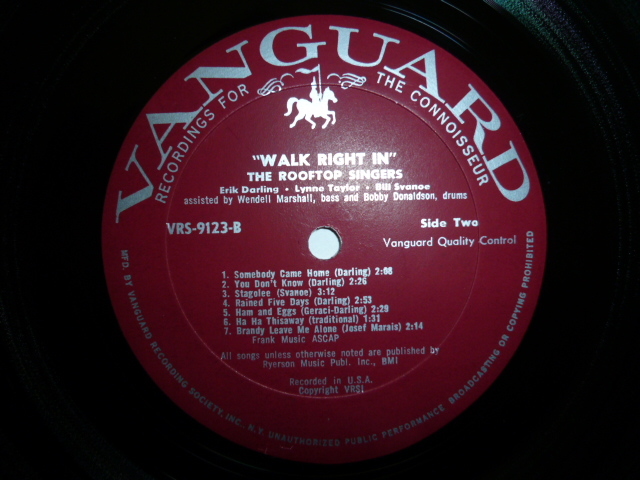 VANGUARD
RECORDINGS FOR THE CONNOISSEUR
"WALK RIGHT IN"
THE ROOFTOP SINGERS
Erik Darling • Lynne Taylor • Bill Svanoe
assisted by Wendell Marshall, bass and Bobby Donaldson, drums
VRS-9123-B
Side Two
Vanguard Quality Control
1. Somebody Came Home (Darling) 2:08
2. You Don't Know (Darling) 2:26
3. Stagolee (Svanoe) 3:12
4. Rained Five Days (Darling) 2:53
5. Ham and Eggs (Geraci-Darling) 2:29
6. Ha Ha Thisaway (traditional) 1:31
7. Brandy Leave Me Alone (Josef Marais) 2:14
Frank Music ASCAP
All songs unless otherwise noted are published by
Ryerson Music Publ. Inc., BMI
Recorded in U.S.A.
Copyright VRSI
MFG. BY VANGUARD RECORDING SOCIETY, INC., N.Y. UNAUTHORIZED PUBLIC PERFORMANCE, BROADCASTING OR COPYING PROHIBITED